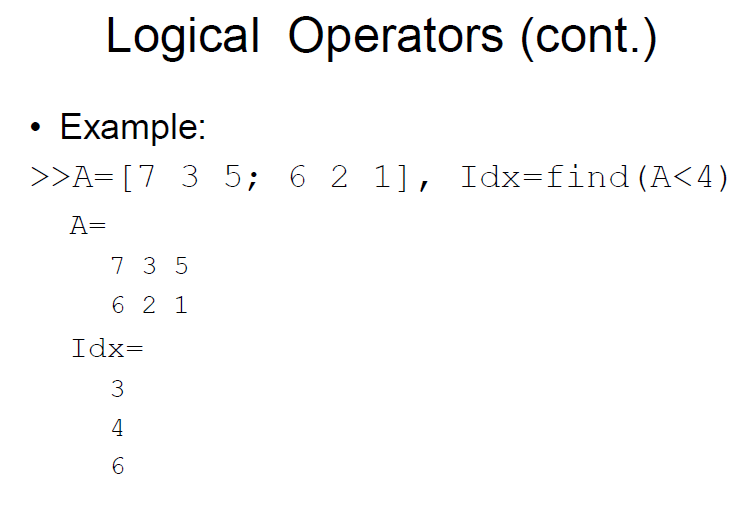 Logical Operators (cont.)
• Example:
>>A=[7 3 5; 6 2 1], Idx=find(A<4)
A=
7 3 5
6 2 1
Idx=
3
4
6